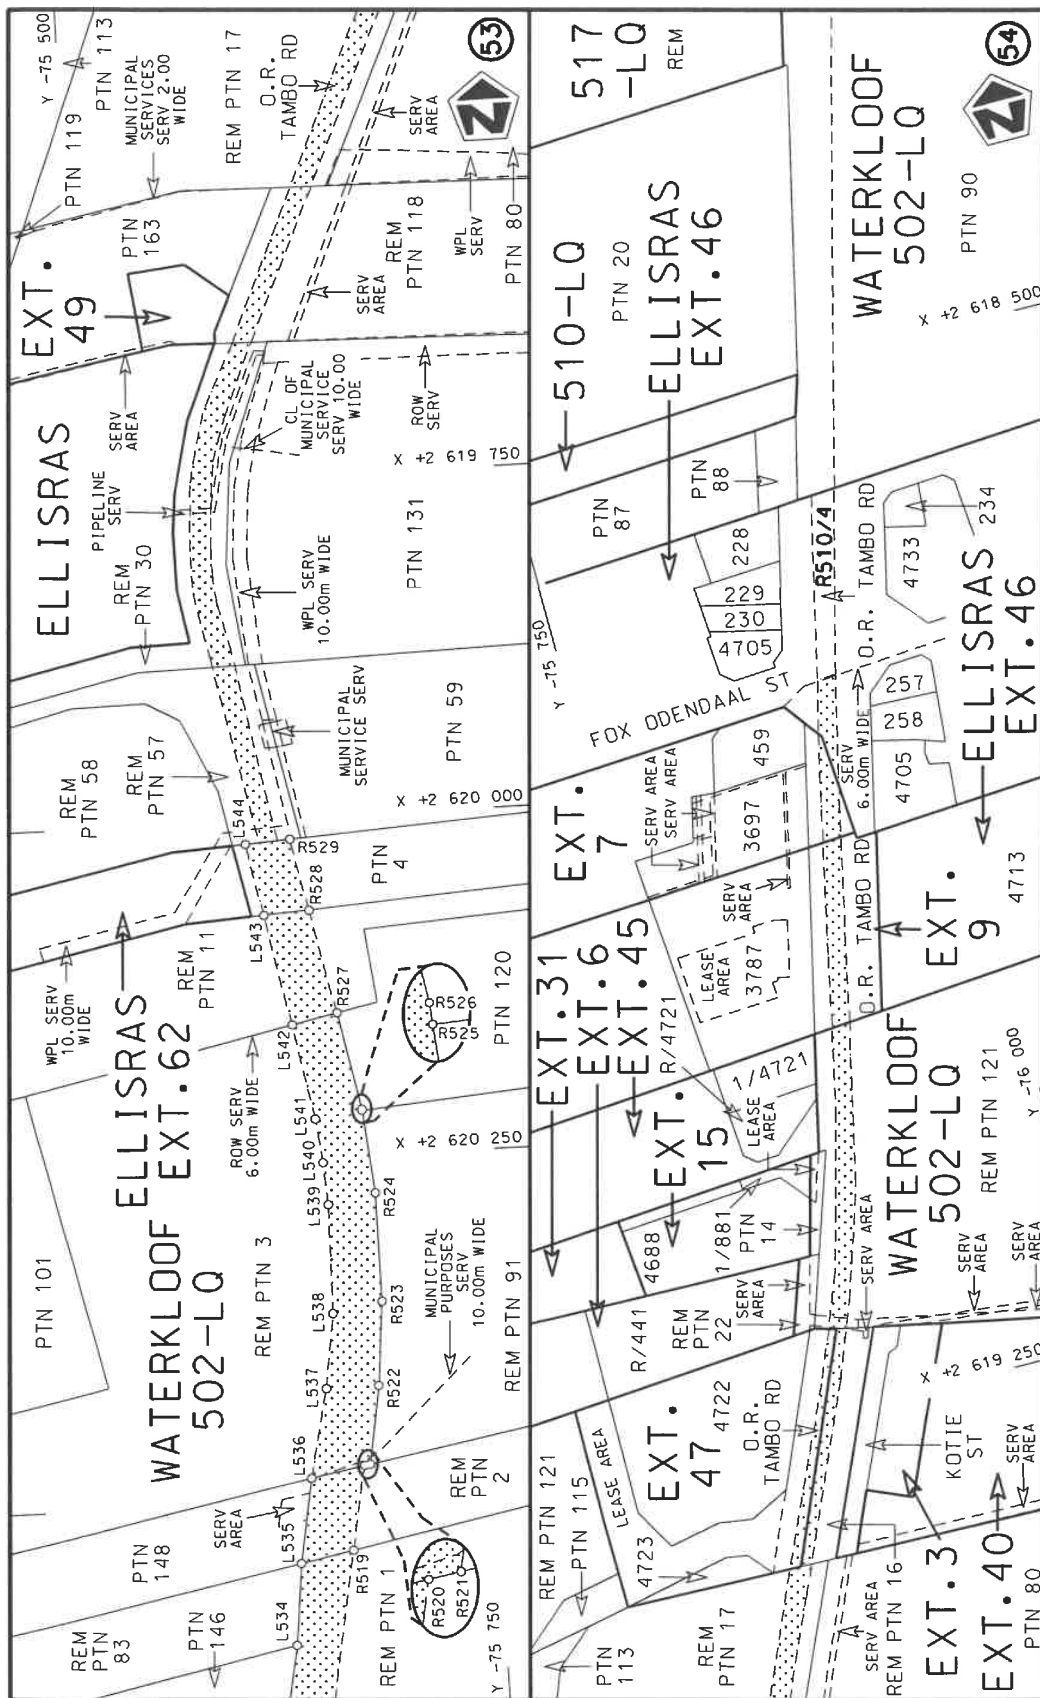 Y -75 500
PTN 113
PTN 119
MUNICIPAL
SERVICES
SERV 2.00
WIDE
REM PTN 17
O.R.
TAMBO RD
SERV
AREA
53
N
EXT.
49
PTN
163
REM
PTN 118
SERV
AREA
WPL
SERV
PTN 80
ELLISRAS
SERV
AREA
PIPELINE
SERV
REM
PTN 30
CL OF
MUNICIPAL
SERVICE
SERV 10.00
WIDE
ROW
SERV
X +2 619 750
WPL SERV
10.00m WIDE
PTN 131
REM
PTN 58
REM
PTN 57
MUNICIPAL
SERVICE SERV
PTN 59
X +2 620 000
L544
R529
R528
PTN
4
L543
WPL SERV
10.00m
WIDE
REM
PTN 11
ELLISRAS
EXT.62
ROW SERV
6.00m WIDE
L542
R527
R526
R525
PTN 120
L541
L540
L539
R524
X +2 620 250
PTN 101
WATERKLOOF
502-LQ
REM PTN 3
L538
R523
L537
R522
MUNICIPAL
PURPOSES
SERV
10.00m WIDE
REM PTN 91
L536
SERV
AREA
L535
PTN
148
REM
PTN
2
R519
R520
R521
REM PTN 1
L534
PTN
146
REM
PTN
83
Y -75 750
517
-LQ
REM
54
N
510-LQ
PTN 20
ELLISRAS
EXT.46
WATERKLOOF
502-LQ
PTN 90
X +2 618 500
PTN
87
PTN
88
228
229
230
4705
R510/4
O.R. TAMBO RD
4733
234
Y -75 750
FOX ODENDAAL ST
SERV
6.00m WIDE
257
258
4705
ELLISRAS
EXT.46
EXT.
7
SERV AREA
SERV AREA
459
3697
SERV
AREA
LEASE
AREA
3787
O.R. TAMBO RD
EXT.
9
4713
EXT.31
EXT.6
EXT.45
R/4721
1/4721
EXT.
15
LEASE
AREA
4688
1/881
PTN
14
SERV AREA
WATERKLOOF
502-LQ
REM PTN 121
Y -76 000
R/441
REM
PTN
22
SERV
AREA
SERV
AREA
SERV
AREA
X +2 619 250
EXT.
47
4722
O.R.
TAMBO RD
KOTIE
ST
SERV
AREA
REM PTN 121
PTN 115
LEASE AREA
4723
PTN
113
REM
PTN 17
SERV AREA
REM PTN 16
EXT.3
EXT.40
PTN 80